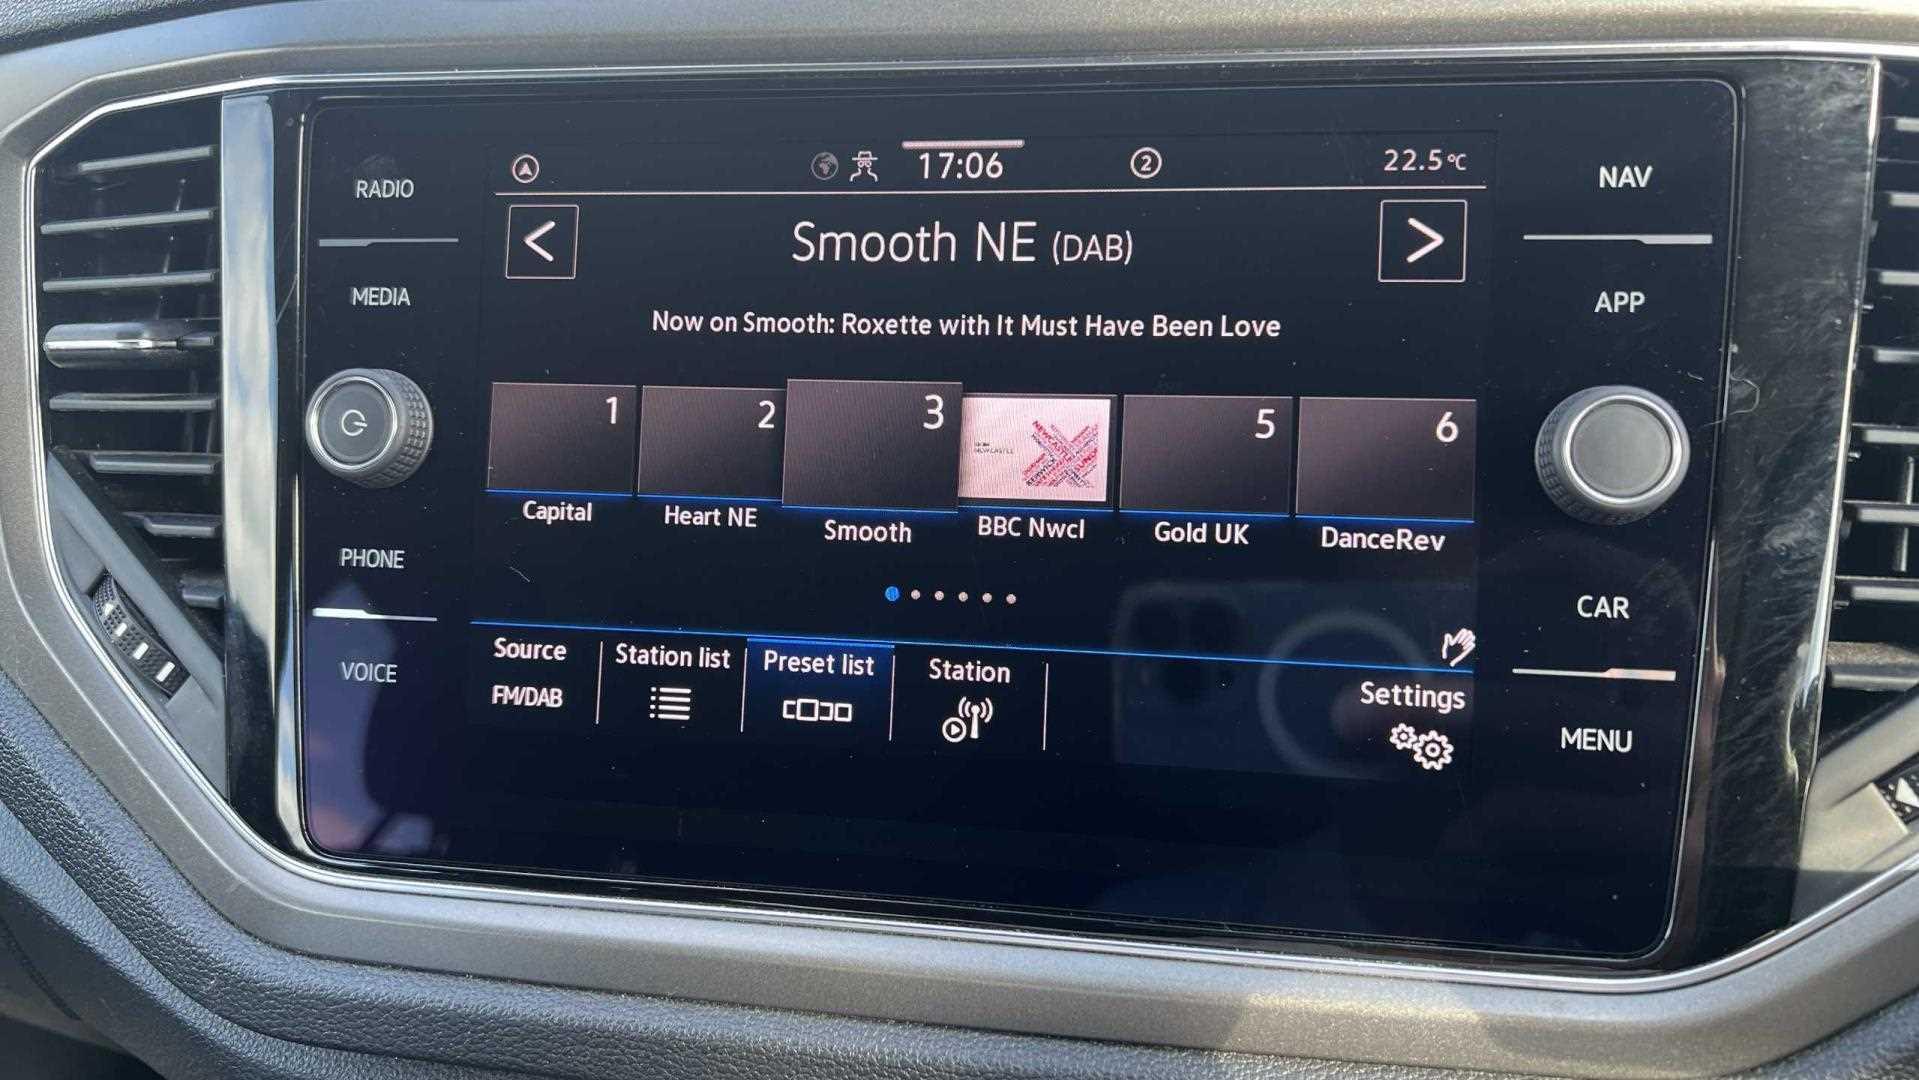 17:06
2
22.5°C
RADIO
NAV
Smooth NE (DAB)
MEDIA
APP
Now on Smooth: Roxette with It Must Have Been Love
1
2
3
5
6
NEWCASTLE
Capital
Heart NE
Smooth
BBC Nwcl
Gold UK
DanceRev
PHONE
CAR
VOICE
Source
FM/DAB
Station list
Preset list
Station
Settings
MENU